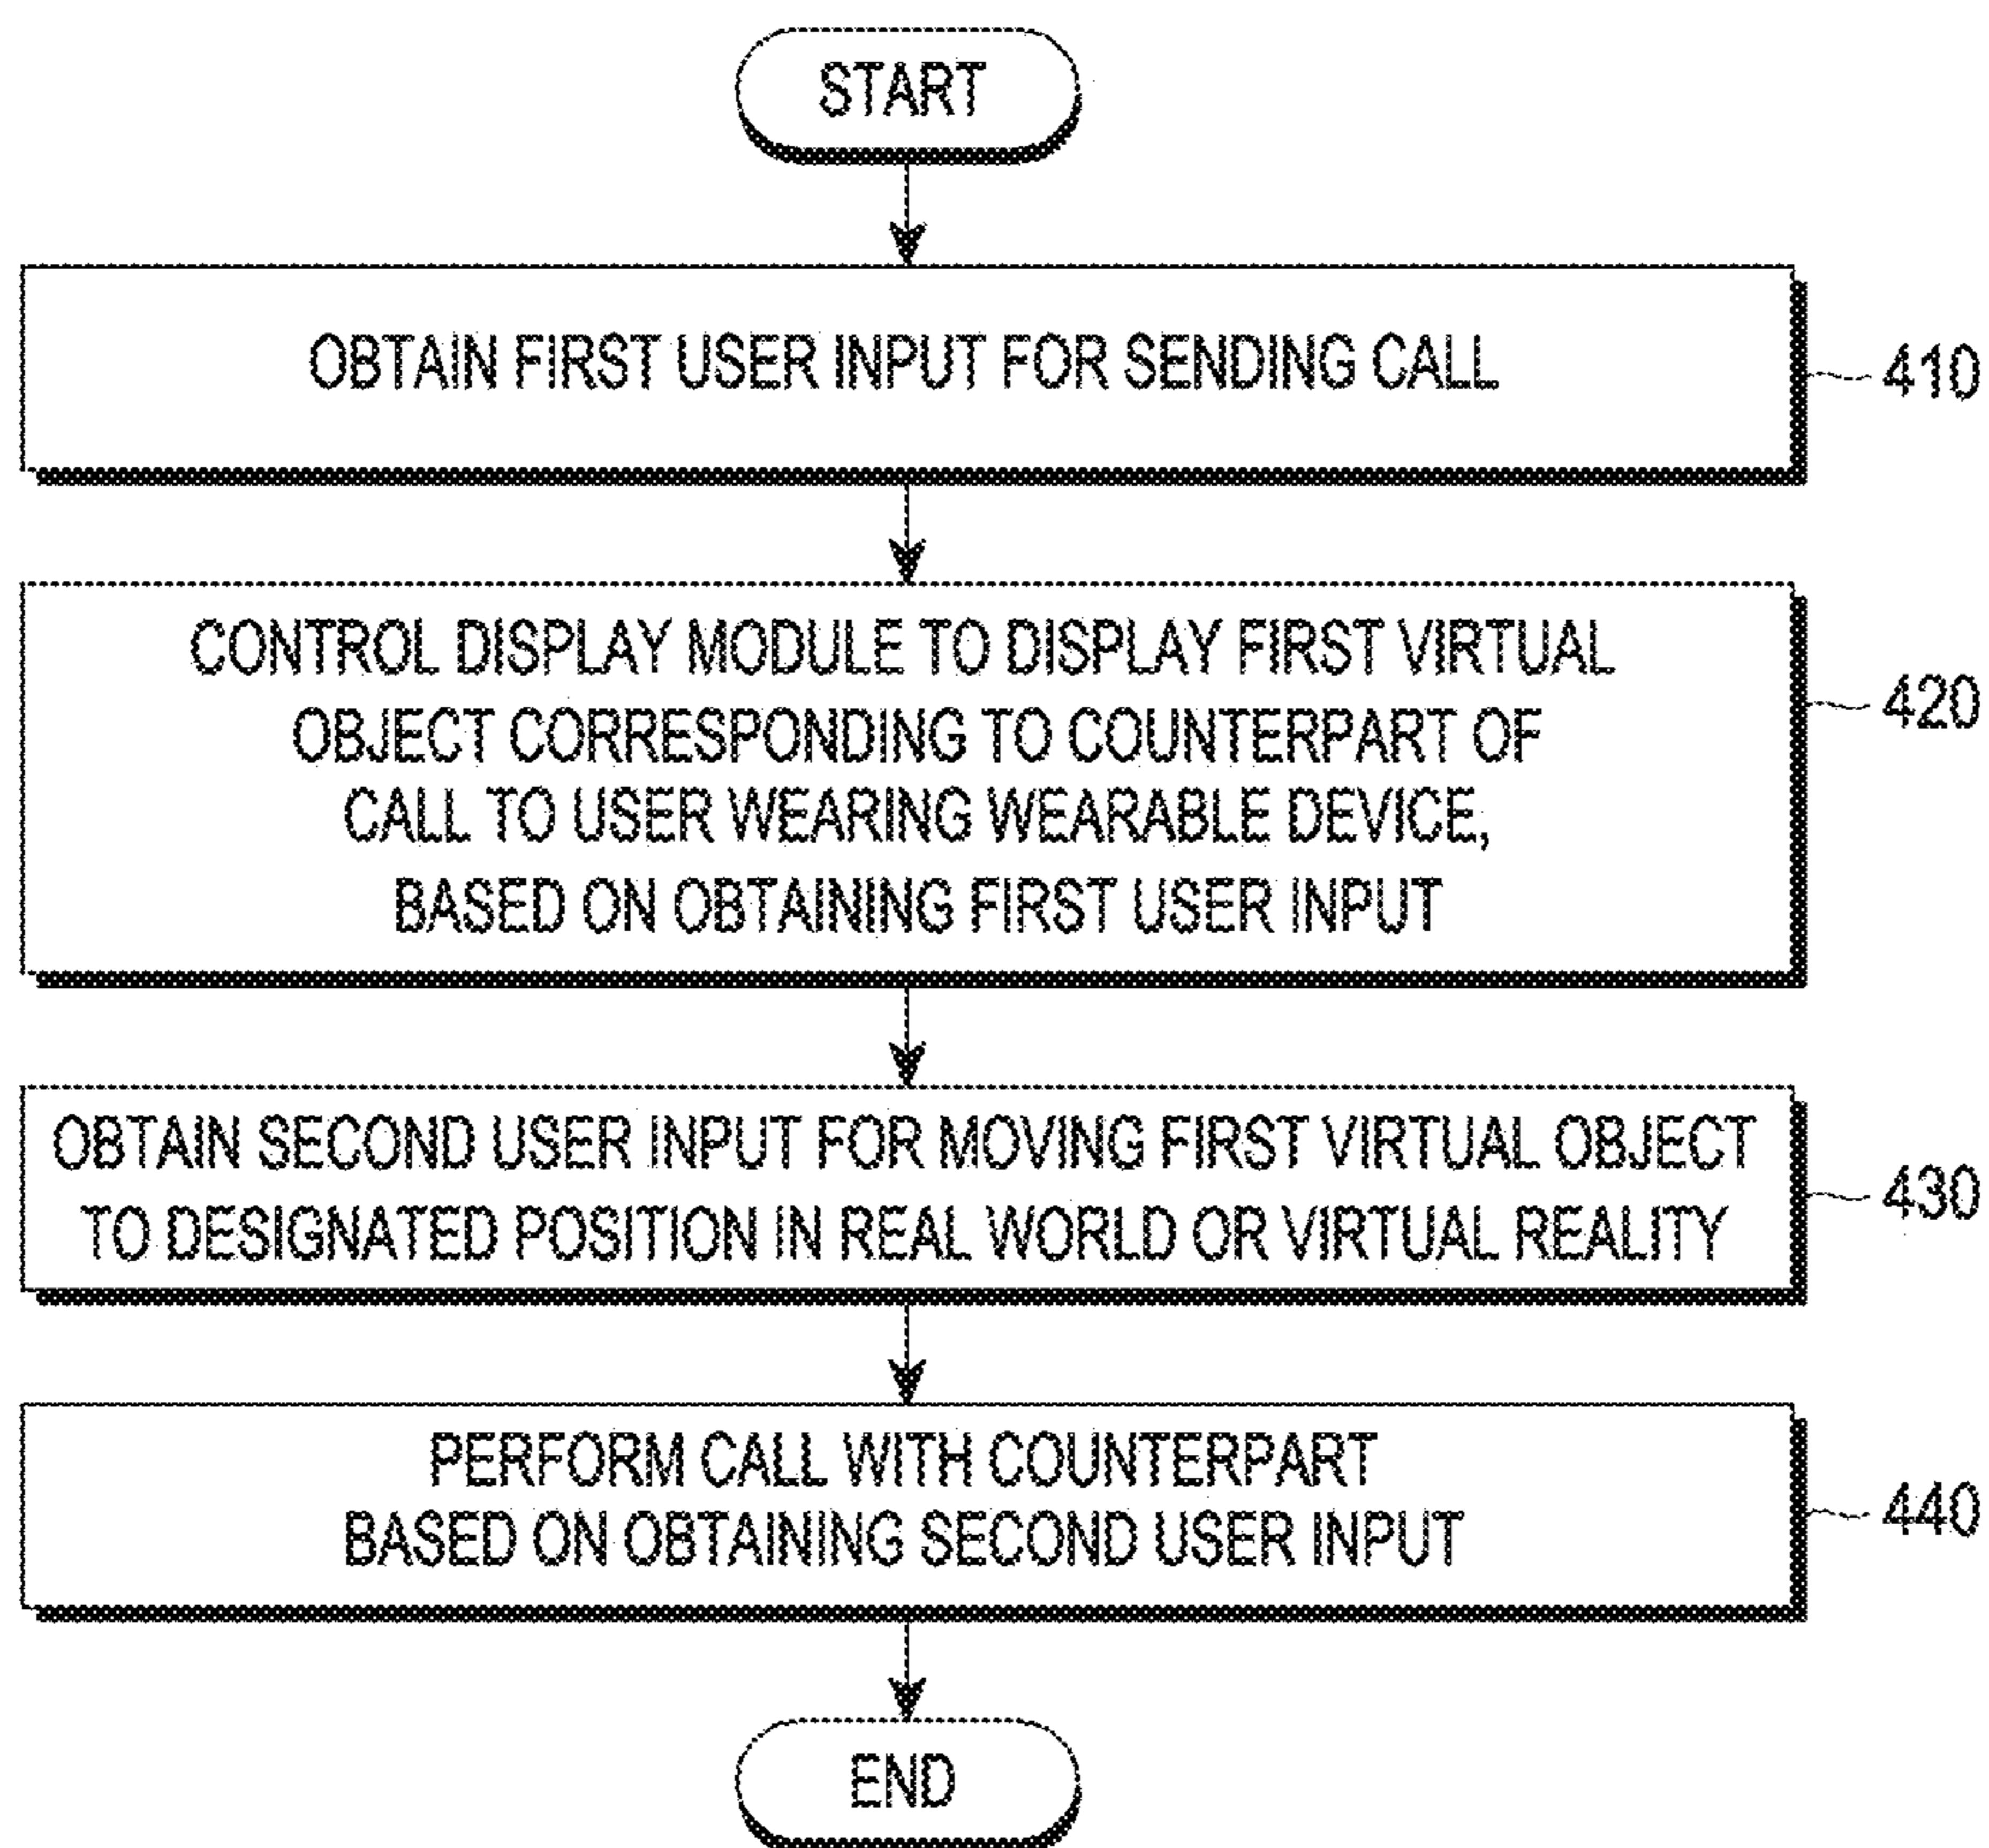 START
OBTAIN FIRST USER INPUT FOR SENDING CALL
410
CONTROL DISPLAY MODULE TO DISPLAY FIRST VIRTUAL
OBJECT CORRESPONDING TO COUNTERPART OF
CALL TO USER WEARING WEARABLE DEVICE,
BASED ON OBTAINING FIRST USER INPUT
420
OBTAIN SECOND USER INPUT FOR MOVING FIRST VIRTUAL OBJECT
TO DESIGNATED POSITION IN REAL WORLD OR VIRTUAL REALITY
430
PERFORM CALL WITH COUNTERPART
BASED ON OBTAINING SECOND USER INPUT
440
END